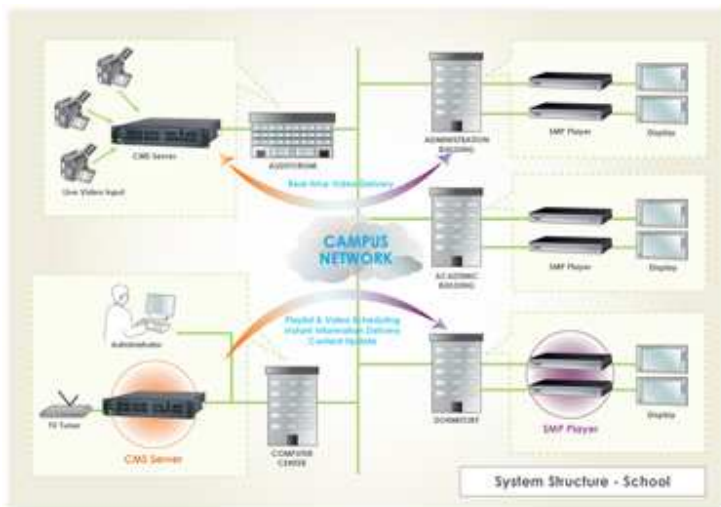 CMS Server
Live Video Input
AUDITORIUM
Real-time Video Delivery
ADMINISTRATION
BUILDING
SMP Player
Display
CAMPUS
NETWORK
ACADEMIC
BUILDING
SMP Player
Display
Administrator
Playlist & Video Scheduling
Instant Information Delivery
Content Update
TV Tuner
CMS Server
COMPUTER
CENTER
DORMITORY
SMP Player
Display
System Structure - School